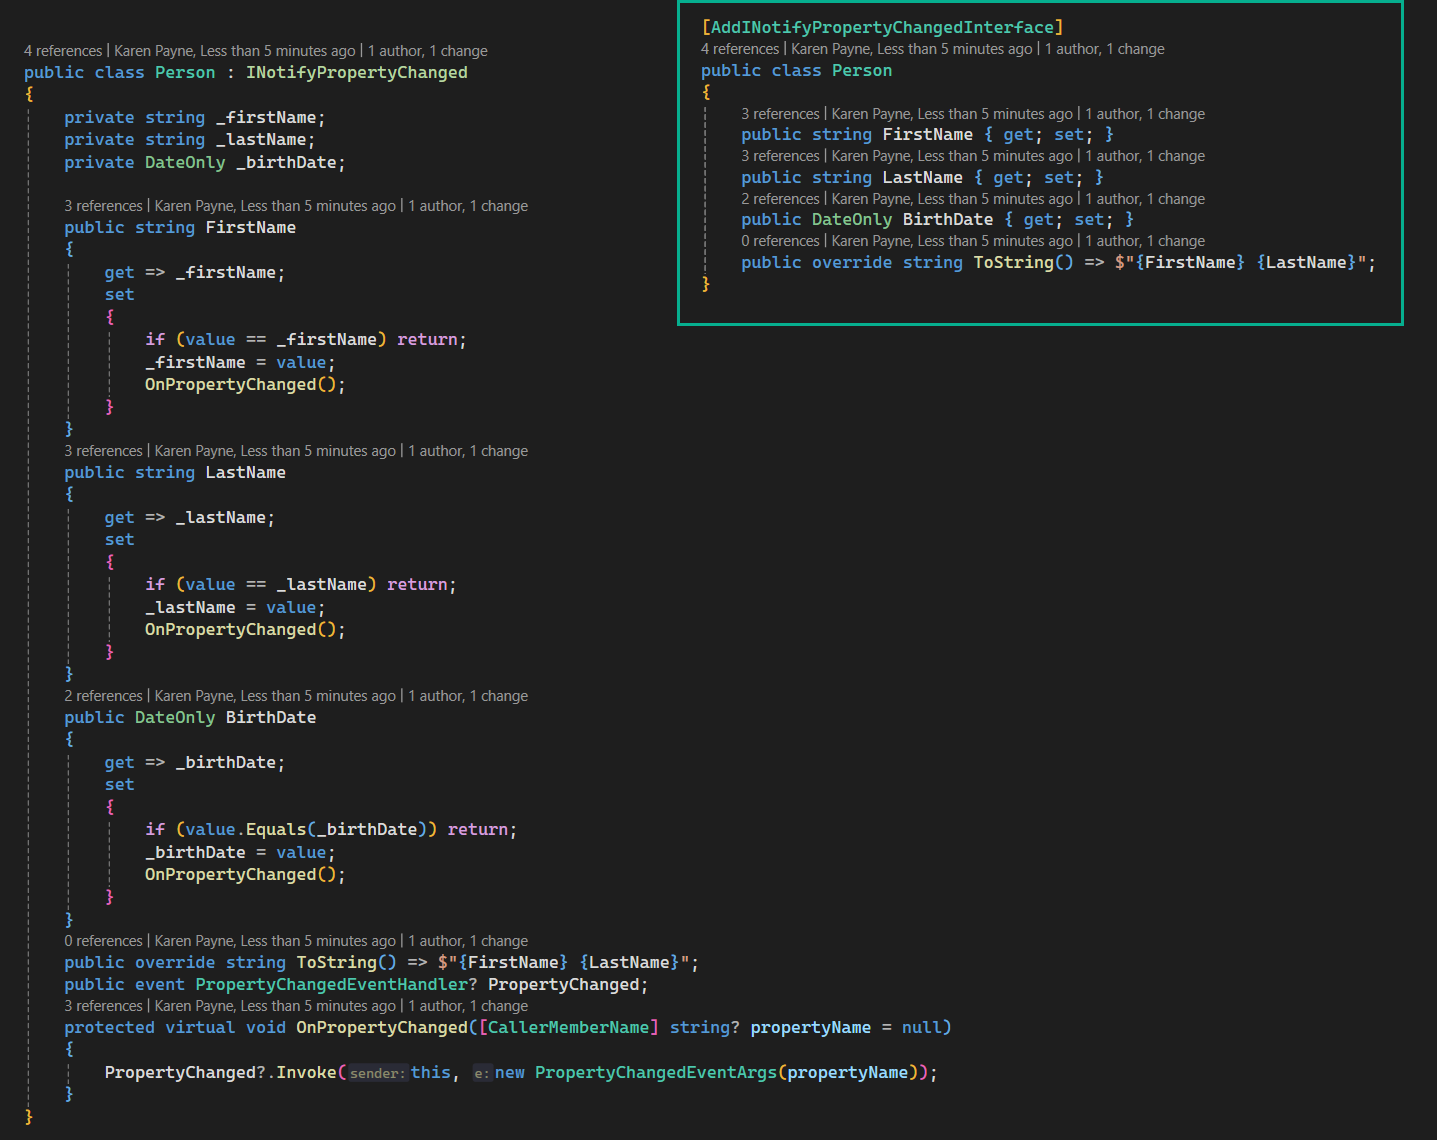 4 references | Karen Payne, Less than 5 minutes ago | 1 author, 1 change
public class Person : INotifyPropertyChanged
{
private string _firstName;
private string _lastName;
private DateOnly _birthDate;
3 references | Karen Payne, Less than 5 minutes ago | 1 author, 1 change
public string FirstName
{
get => _firstName;
set
{
if (value == _firstName) return;
_firstName = value;
OnPropertyChanged();
}
}
3 references | Karen Payne, Less than 5 minutes ago | 1 author, 1 change
public string LastName
{
get => _lastName;
set
{
if (value == _lastName) return;
_lastName = value;
OnPropertyChanged();
}
}
2 references | Karen Payne, Less than 5 minutes ago | 1 author, 1 change
public DateOnly BirthDate
{
get => _birthDate;
set
{
if (value.Equals(_birthDate)) return;
_birthDate = value;
OnPropertyChanged();
}
}
0 references | Karen Payne, Less than 5 minutes ago | 1 author, 1 change
public override string ToString() => $"{FirstName} {LastName}";
public event PropertyChangedEventHandler? PropertyChanged;
3 references | Karen Payne, Less than 5 minutes ago | 1 author, 1 change
protected virtual void OnPropertyChanged([CallerMemberName] string? propertyName = null)
{
PropertyChanged?.Invoke(sender: this, e: new PropertyChangedEventArgs(propertyName));
}
}
[AddINotifyPropertyChangedInterface]
4 references | Karen Payne, Less than 5 minutes ago | 1 author, 1 change
public class Person
{
3 references | Karen Payne, Less than 5 minutes ago | 1 author, 1 change
public string FirstName { get; set; }
3 references | Karen Payne, Less than 5 minutes ago | 1 author, 1 change
public string LastName { get; set; }
2 references | Karen Payne, Less than 5 minutes ago | 1 author, 1 change
public DateOnly BirthDate { get; set; }
0 references | Karen Payne, Less than 5 minutes ago | 1 author, 1 change
public override string ToString() => $"{FirstName} {LastName}";
}